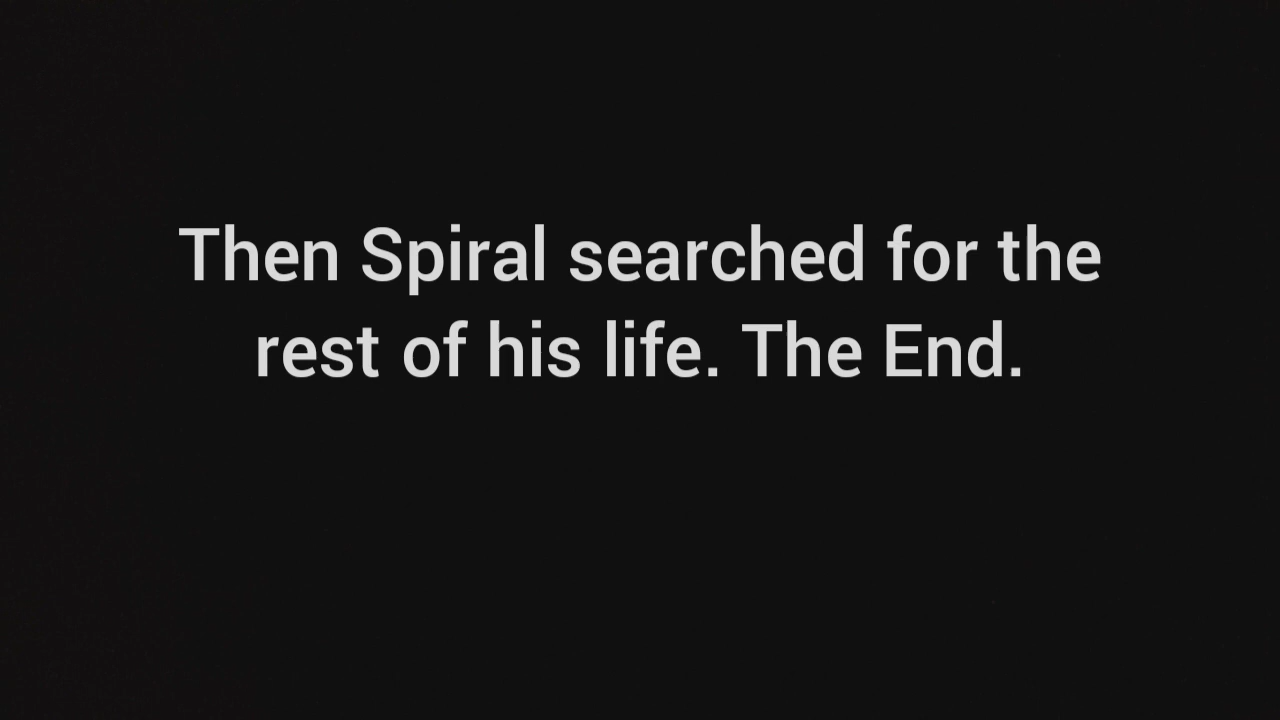 Then Spiral searched for the
rest of his life. The End.